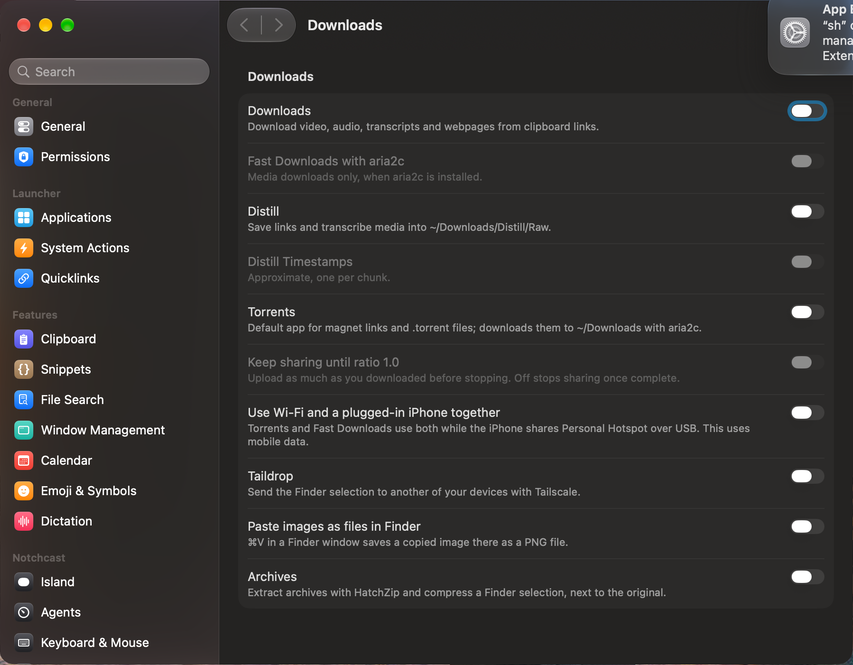 Downloads
App
"sh"
mana
Exten
Search
General
General
Permissions
Launcher
Applications
System Actions
Quicklinks
Features
Clipboard
Snippets
File Search
Window Management
Calendar
Emoji & Symbols
Dictation
Notchcast
Island
Agents
Keyboard & Mouse
Downloads
Downloads
Download video, audio, transcripts and webpages from clipboard links.
Fast Downloads with aria2c
Media downloads only, when aria2c is installed.
Distill
Save links and transcribe media into ~/Downloads/Distill/Raw.
Distill Timestamps
Approximate, one per chunk.
Torrents
Default app for magnet links and .torrent files; downloads them to ~/Downloads with aria2c.
Keep sharing until ratio 1.0
Upload as much as you downloaded before stopping. Off stops sharing once complete.
Use Wi-Fi and a plugged-in iPhone together
Torrents and Fast Downloads use both while the iPhone shares Personal Hotspot over USB. This uses
mobile data.
Taildrop
Send the Finder selection to another of your devices with Tailscale.
Paste images as files in Finder
⌘V in a Finder window saves a copied image there as a PNG file.
Archives
Extract archives with HatchZip and compress a Finder selection, next to the original.